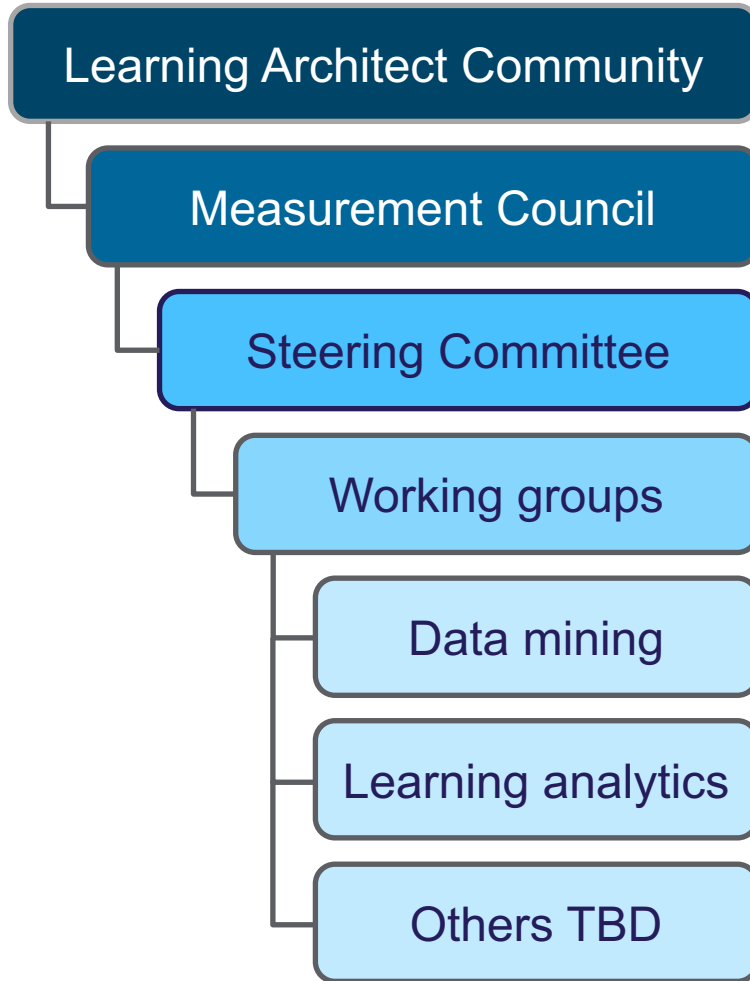 Learning Architect Community
Measurement Council
Steering Committee
Working groups
Data mining
Learning analytics
Others TBD